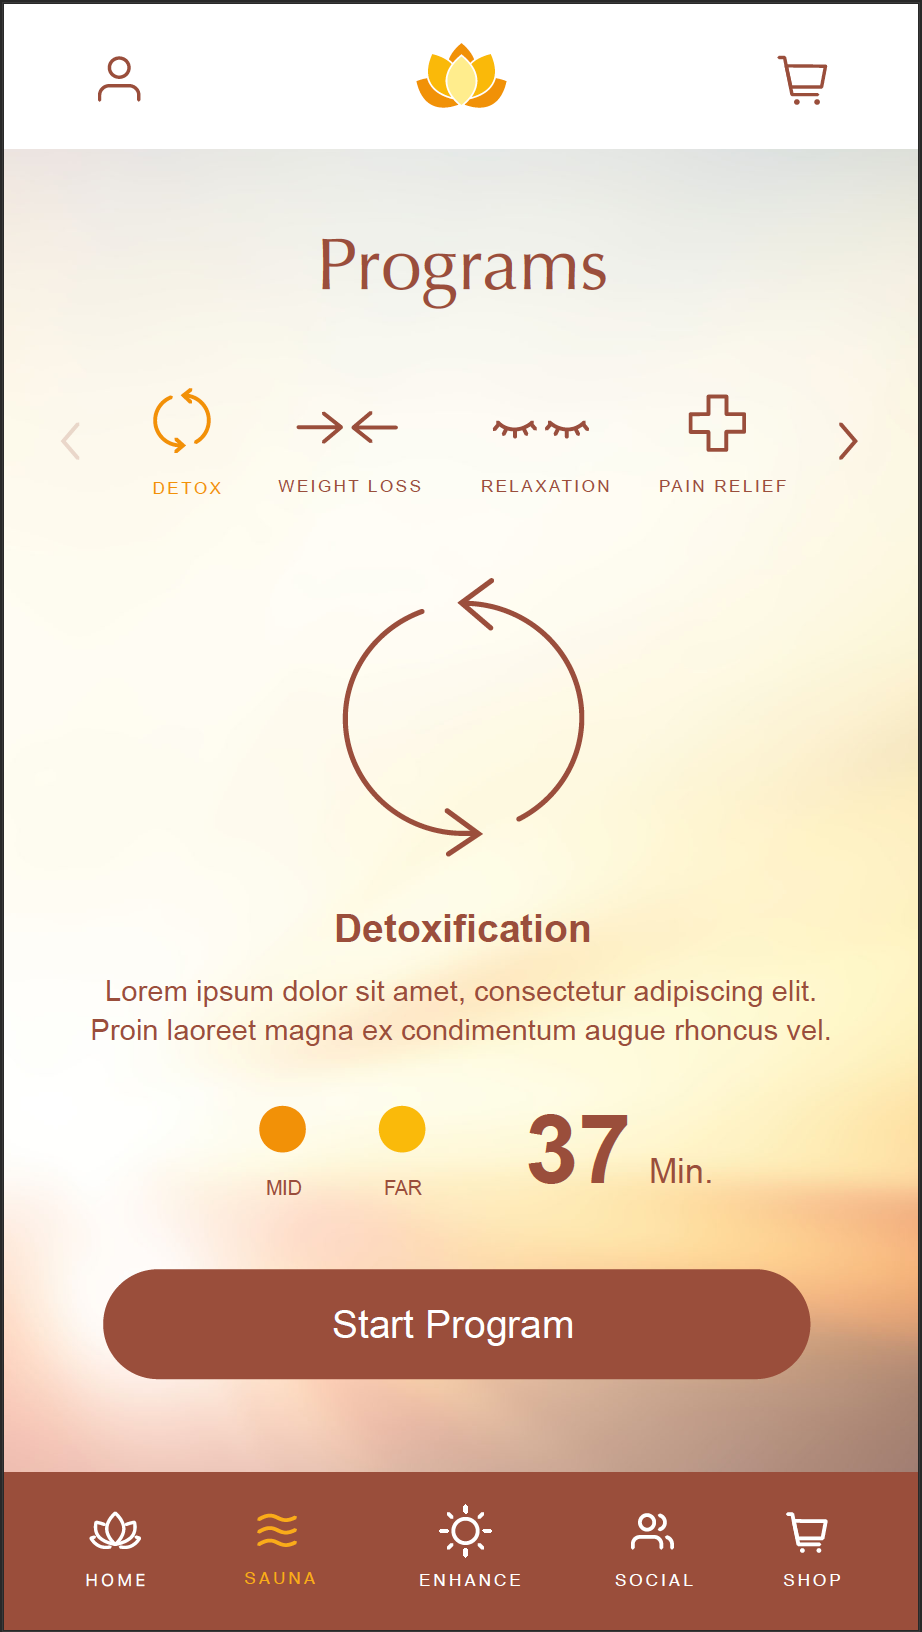 Programs
DETOX
WEIGHT LOSS
RELAXATION
PAIN RELIEF
Detoxification
Lorem ipsum dolor sit amet, consectetur adipiscing elit.
Proin laoreet magna ex condimentum augue rhoncus vel.
MID
FAR
37 Min.
Start Program
HOME
SAUNA
ENHANCE
SOCIAL
SHOP